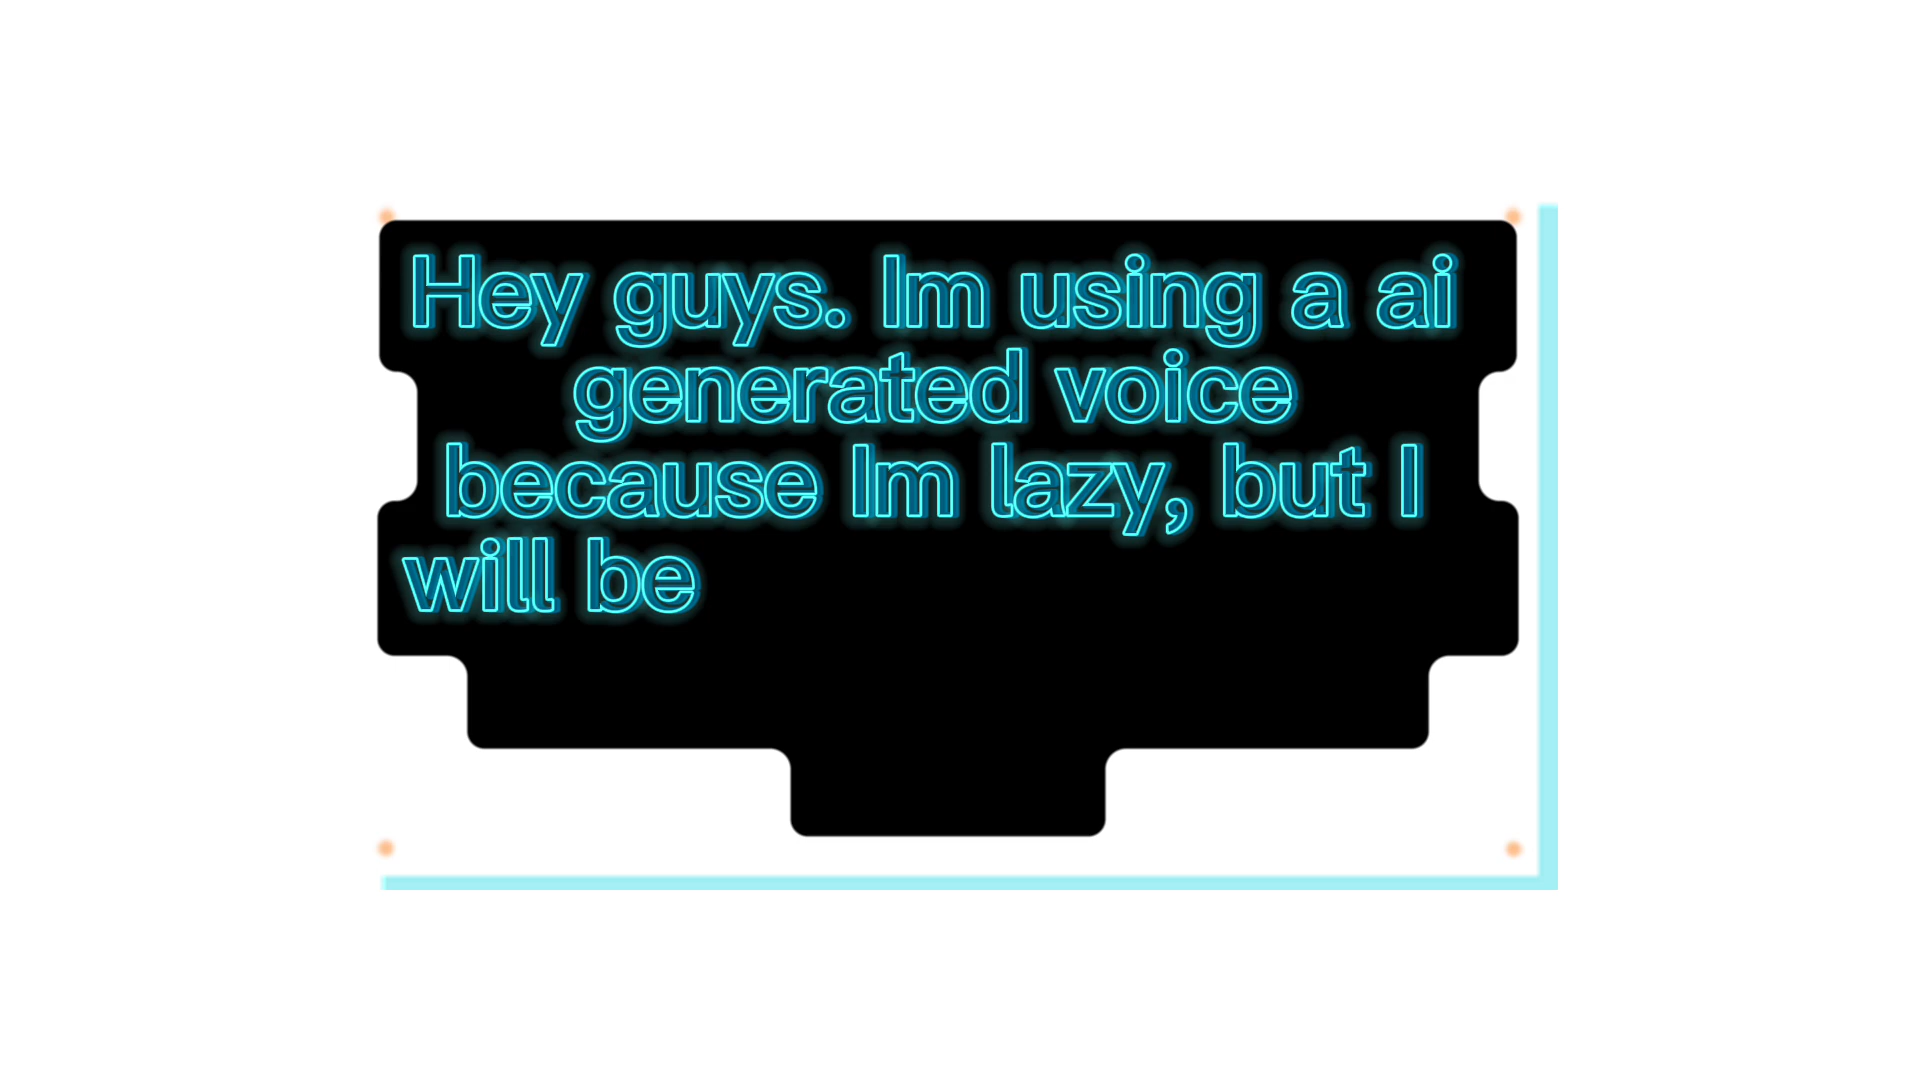 Hey guys. Im using a ai
generated voice
because Im lazy, but I
will be